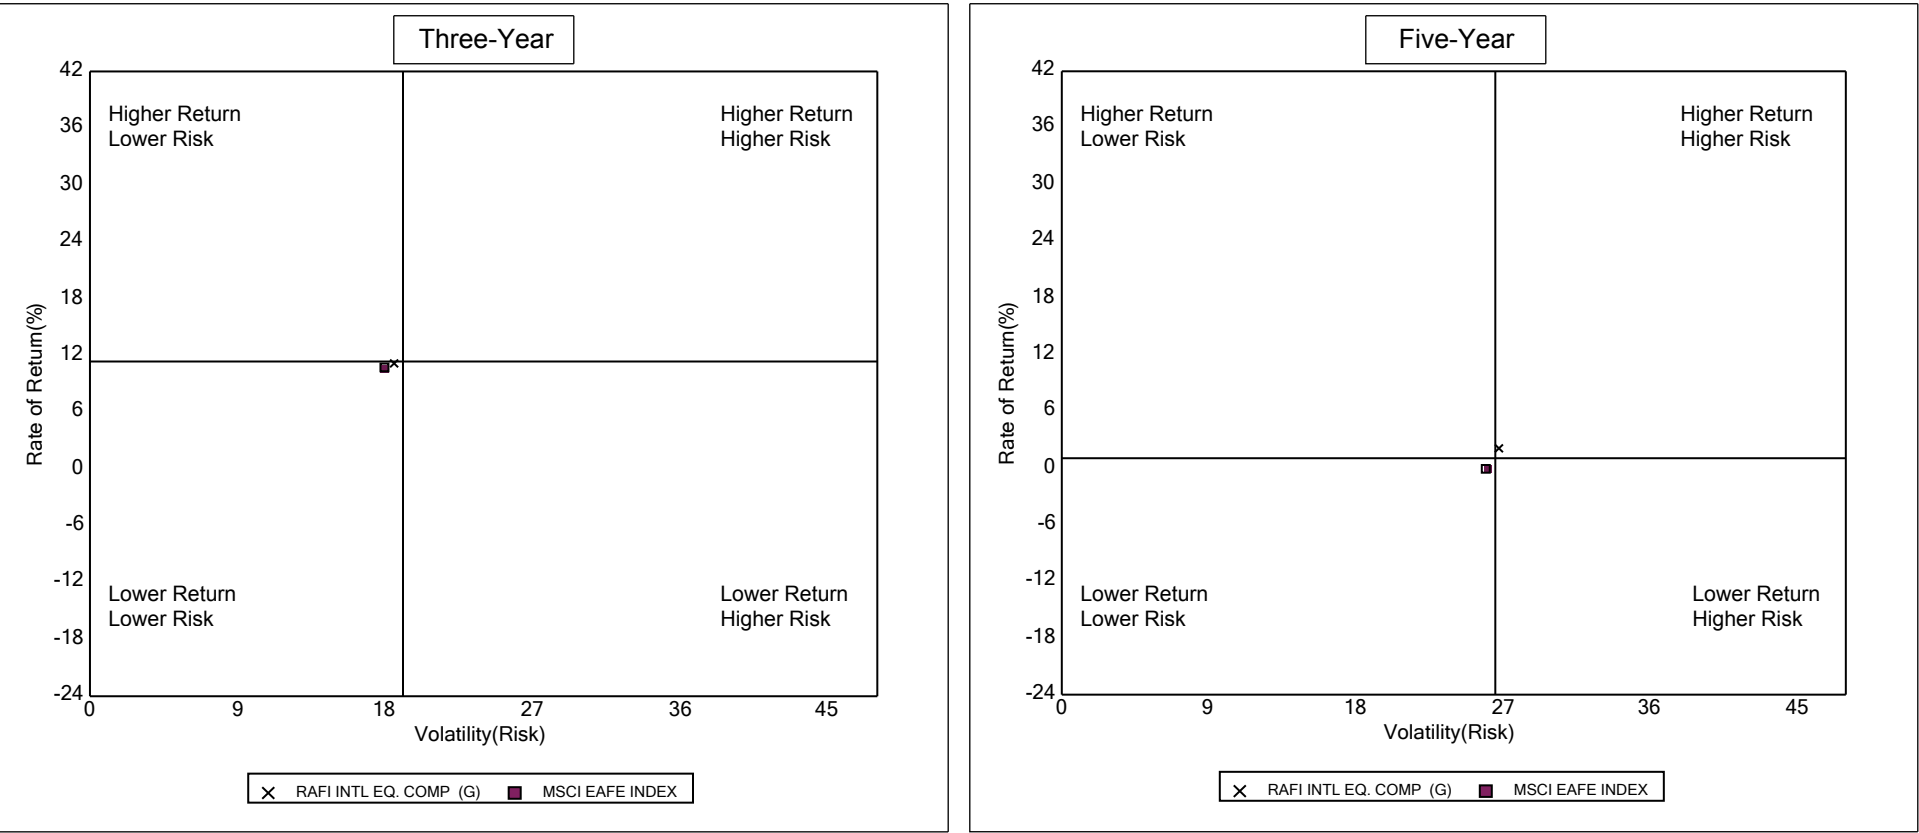 Three-Year
42
36
30
24
18
12
6
0
-6
-12
-18
-24
Rate of Return(%)
Higher Return
Lower Risk
Higher Return
Higher Risk
Lower Return
Lower Risk
Lower Return
Higher Risk
0 9 18 27 36 45
Volatility(Risk)
RAFI INTL EQ. COMP (G) MSCI EAFE INDEX
Five-Year
42
36
30
24
18
12
6
0
-6
-12
-18
-24
Rate of Return(%)
Higher Return
Lower Risk
Higher Return
Higher Risk
Lower Return
Lower Risk
Lower Return
Higher Risk
0 9 18 27 36 45
Volatility(Risk)
RAFI INTL EQ. COMP (G) MSCI EAFE INDEX